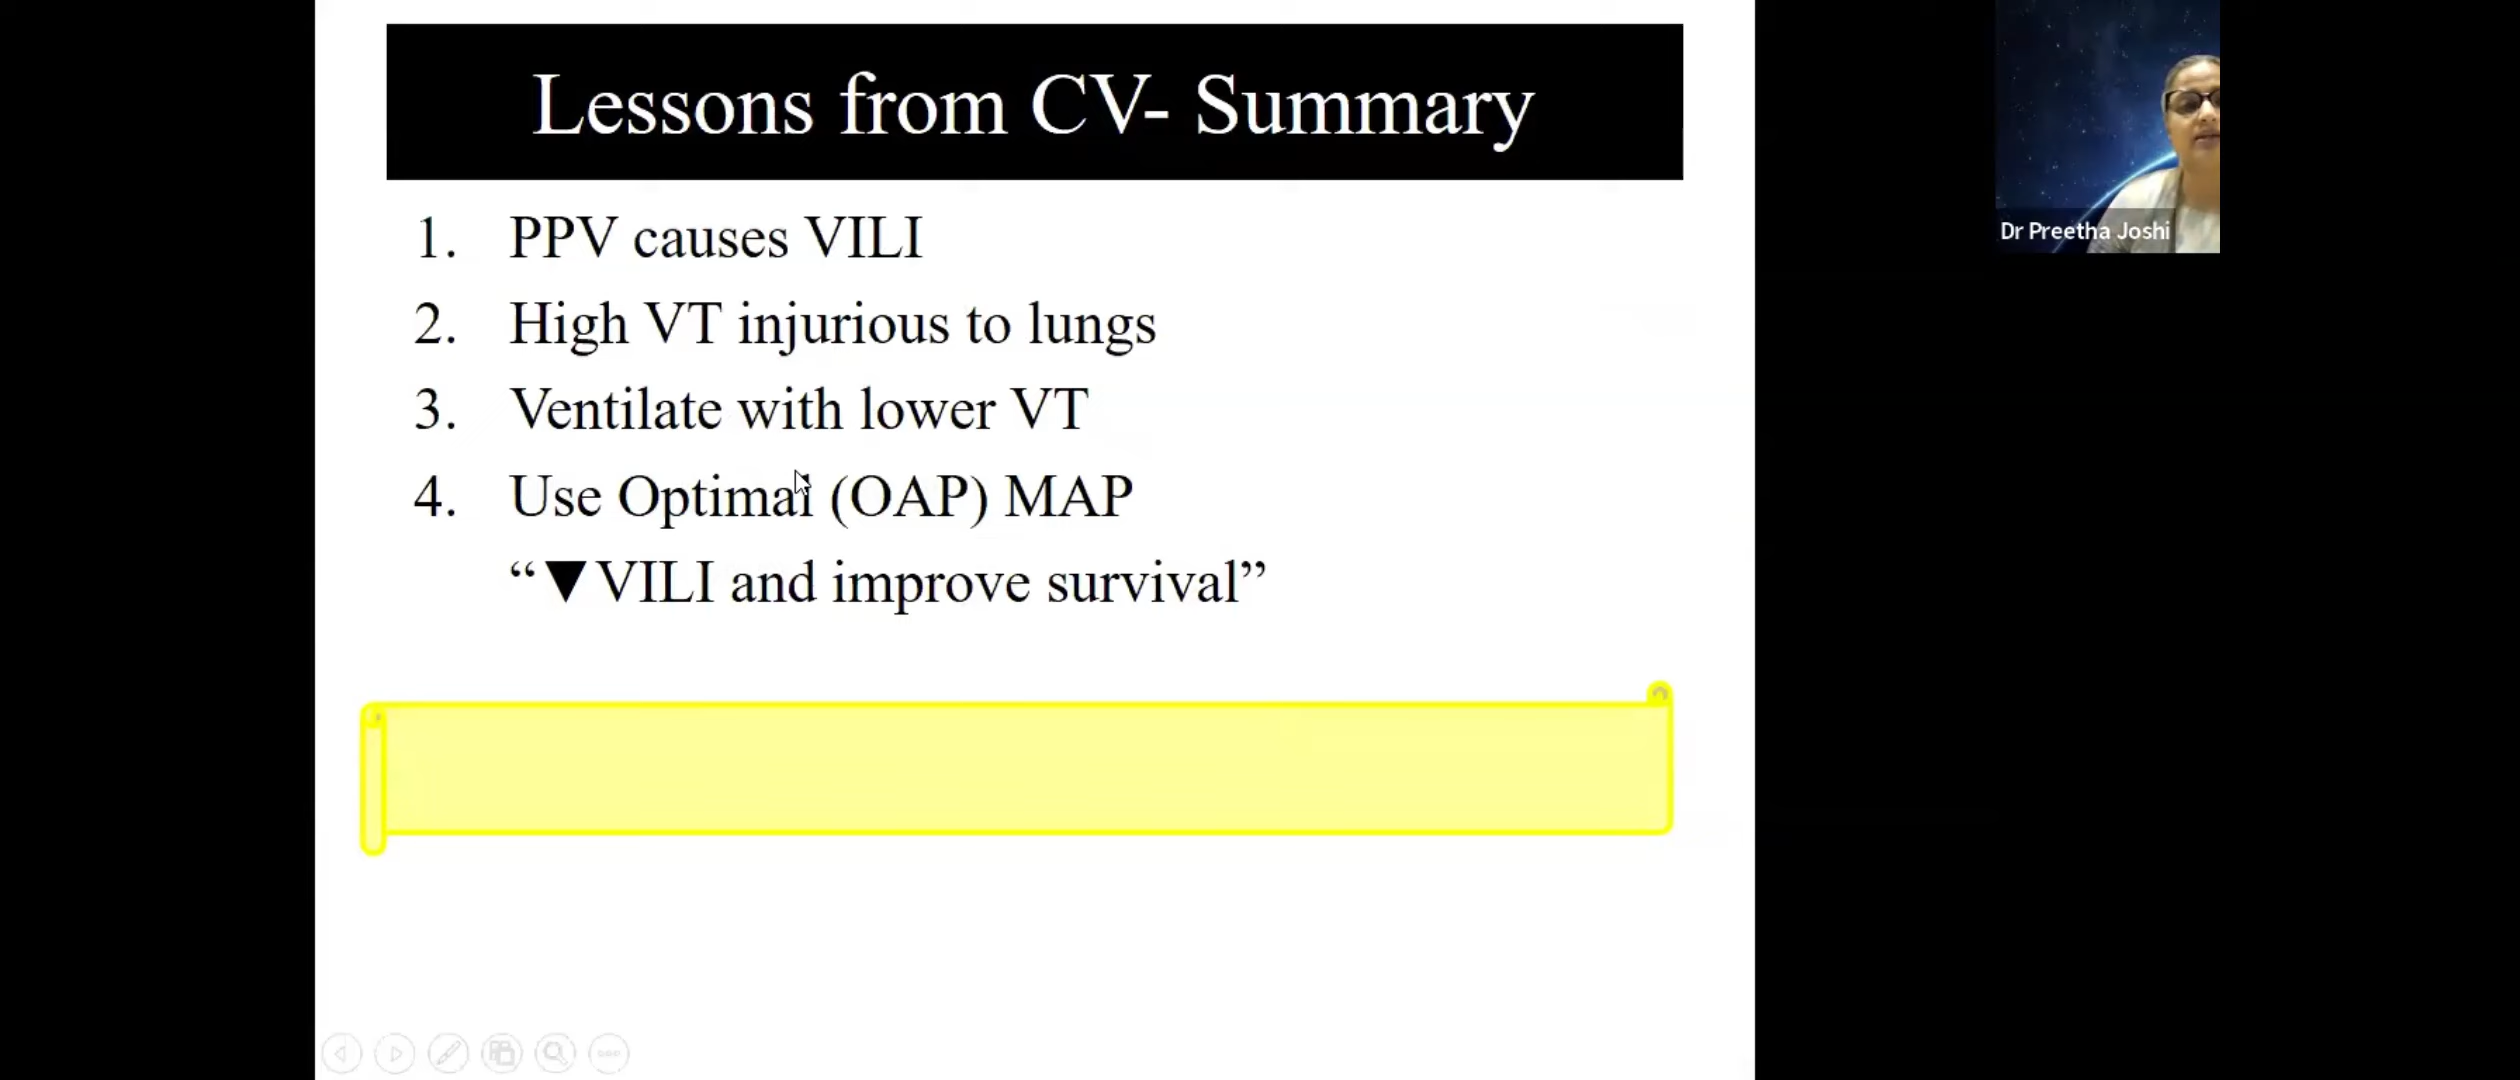 Lessons from CV- Summary
1. PPV causes VILI
2. High VT injurious to lungs
3. Ventilate with lower VT
4. Use Optimal (OAP) MAP
“▼VILI and improve survival”
Dr Preetha Joshi